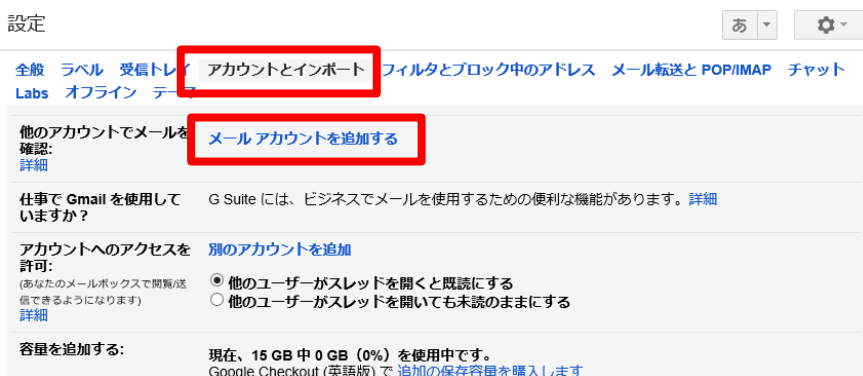 設定
あ
全般 ラベル 受信トレイ アカウントとインポート フィルタとブロック中のアドレス メール転送と POP/IMAP チャット
Labs オフライン テーマ
他のアカウントでメールを
確認:
詳細
メール アカウントを追加する
仕事で Gmail を使用して
いますか？
G Suite には、ビジネスでメールを使用するための便利な機能があります。詳細
アカウントへのアクセスを
許可:
(あなたのメールボックスで閲覧/送
信できるようになります)
詳細
別のアカウントを追加
他のユーザーがスレッドを開くと既読にする
他のユーザーがスレッドを開いても未読のままにする
容量を追加する:
現在、15 GB 中 0 GB（0%）を使用中です。
Google Checkout (英語版) で 追加の保存容量を購入します